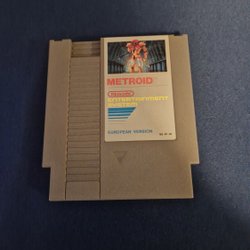 METROID
Nintendo
ENTERTAINMENT
SYSTEM
EUROPEAN VERSION